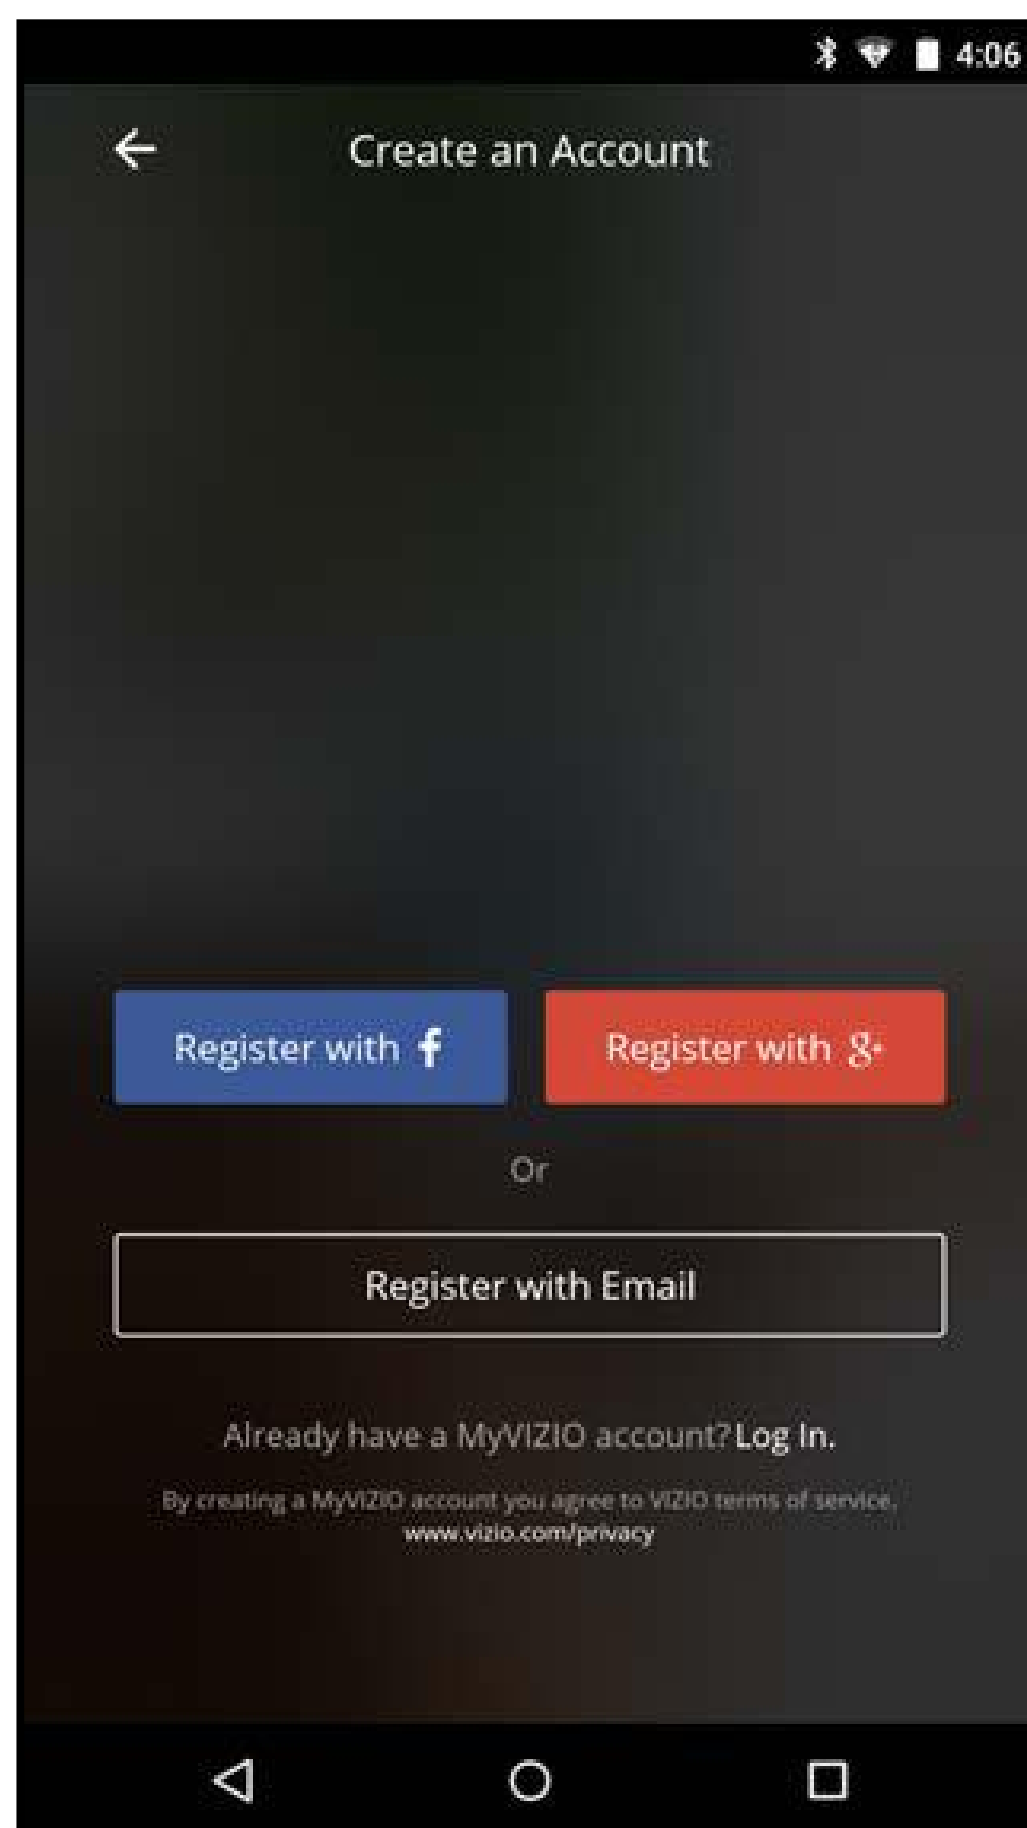 4:06
Create an Account
Register with f
Register with g+
Or
Register with Email
Already have a MyVIZIO account? Log In.
By creating a MyVIZIO account you agree to VIZIO terms of service.
www.vizio.com/privacy